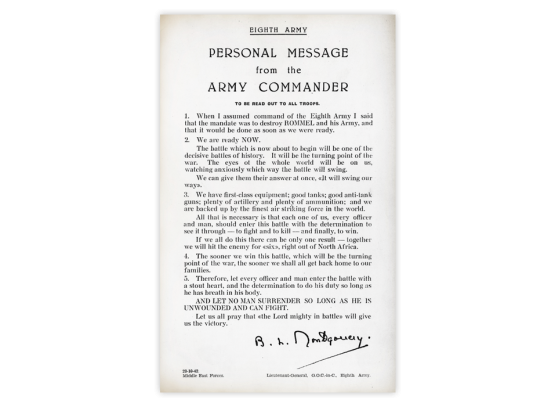 EIGHTH ARMY
PERSONAL MESSAGE
from the
ARMY COMMANDER
TO BE READ OUT TO ALL TROOPS.
1. When I assumed command of the Eighth Army I said
that the mandate was to destroy ROMMEL and his Army, and
that it would be done as soon as we were ready.
2. We are ready NOW.
The battle which is now about to begin will be one of the
decisive battles of history. It will be the turning point of the
war. The eyes of the whole world will be on us,
watching anxiously which way the battle will swing.
We can give them their answer at once, «It will swing our
way».
3. We have first-class equipment; good tanks; good anti-tank
guns; plenty of artillery and plenty of ammunition; and we
are backed up by the finest air striking force in the world.
All that is necessary is that each one of us, every officer
and man, should enter this battle with the determination to
see it through — to fight and to kill — and finally, to win.
If we all do this there can be only one result — together
we will hit the enemy for «six», right out of North Africa.
4. The sooner we win this battle, which will be the turning
point of the war, the sooner we shall all get back home to our
families.
5. Therefore, let every officer and man enter the battle with
a stout heart, and the determination to do his duty so long as
he has breath in his body.
AND LET NO MAN SURRENDER SO LONG AS HE IS
UNWOUNDED AND CAN FIGHT.
Let us all pray that «the Lord mighty in battle» will give
us the victory.
B. L. Montgomery.
Middle East Forces.
Lieutenant-General, G.O.C.-in-C., Eighth Army